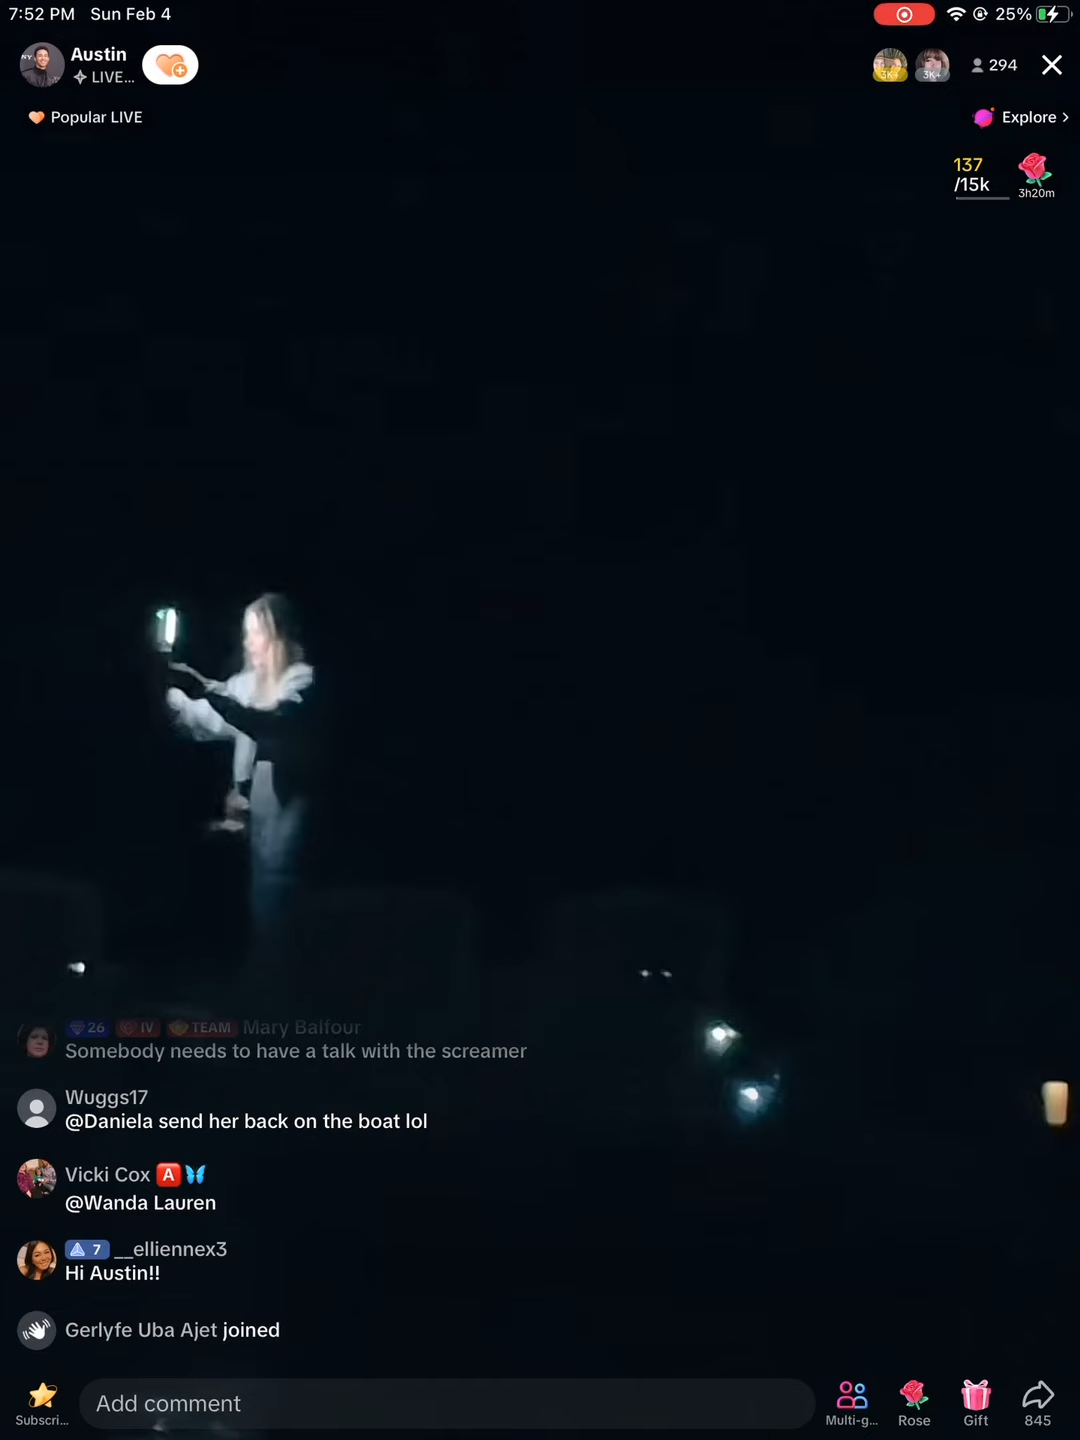 7:52 PM Sun Feb 4
25%
Austin
LIVE...
3K+
3K+
294
Popular LIVE
Explore >
137
/15k
3h20m
26 IV TEAM Mary Balfour
Somebody needs to have a talk with the screamer
Wuggs17
@Daniela send her back on the boat lol
Vicki Cox A
@Wanda Lauren
7 __elliennex3
Hi Austin!!
Gerlyfe Uba Ajet joined
Add comment
Subscri...
Multi-g...
Rose
Gift
845